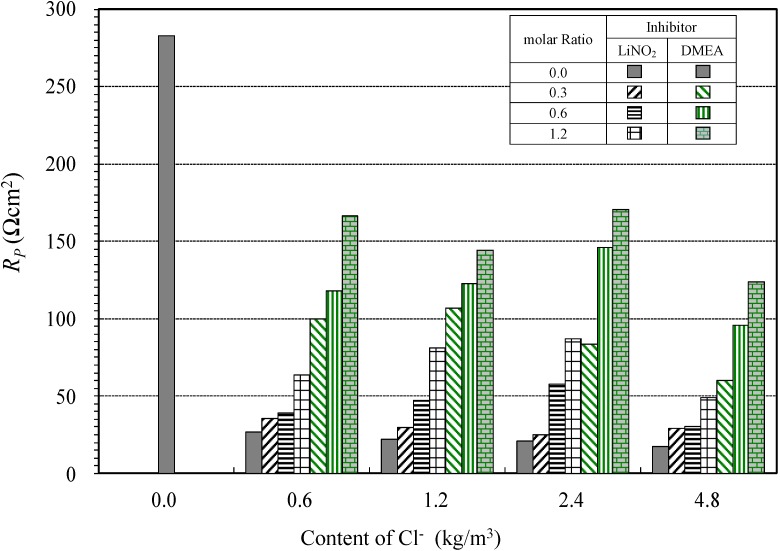 300
250
200
150
100
50
0
R_P (Ωcm²)
molar Ratio
Inhibitor
LiNO₂ DMEA
0.0
0.3
0.6
1.2
0.0 0.6 1.2 2.4 4.8
Content of Cl⁻ (kg/m³)